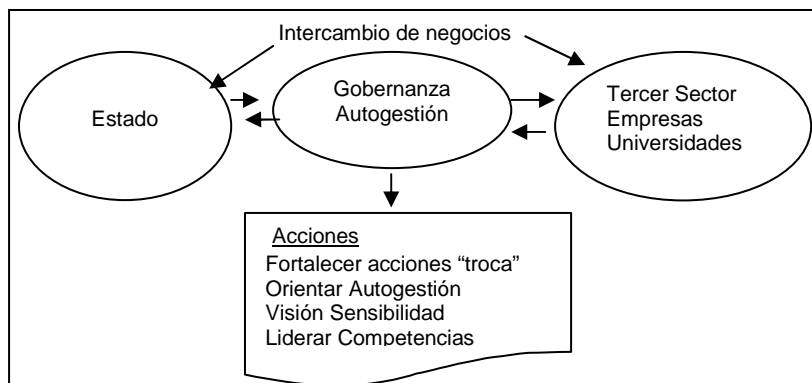 Intercambio de negocios
Estado
Gobernanza
Autogestión
Tercer Sector
Empresas
Universidades
Acciones
Fortalecer acciones “troca”
Orientar Autogestión
Visión Sensibilidad
Liderar Competencias